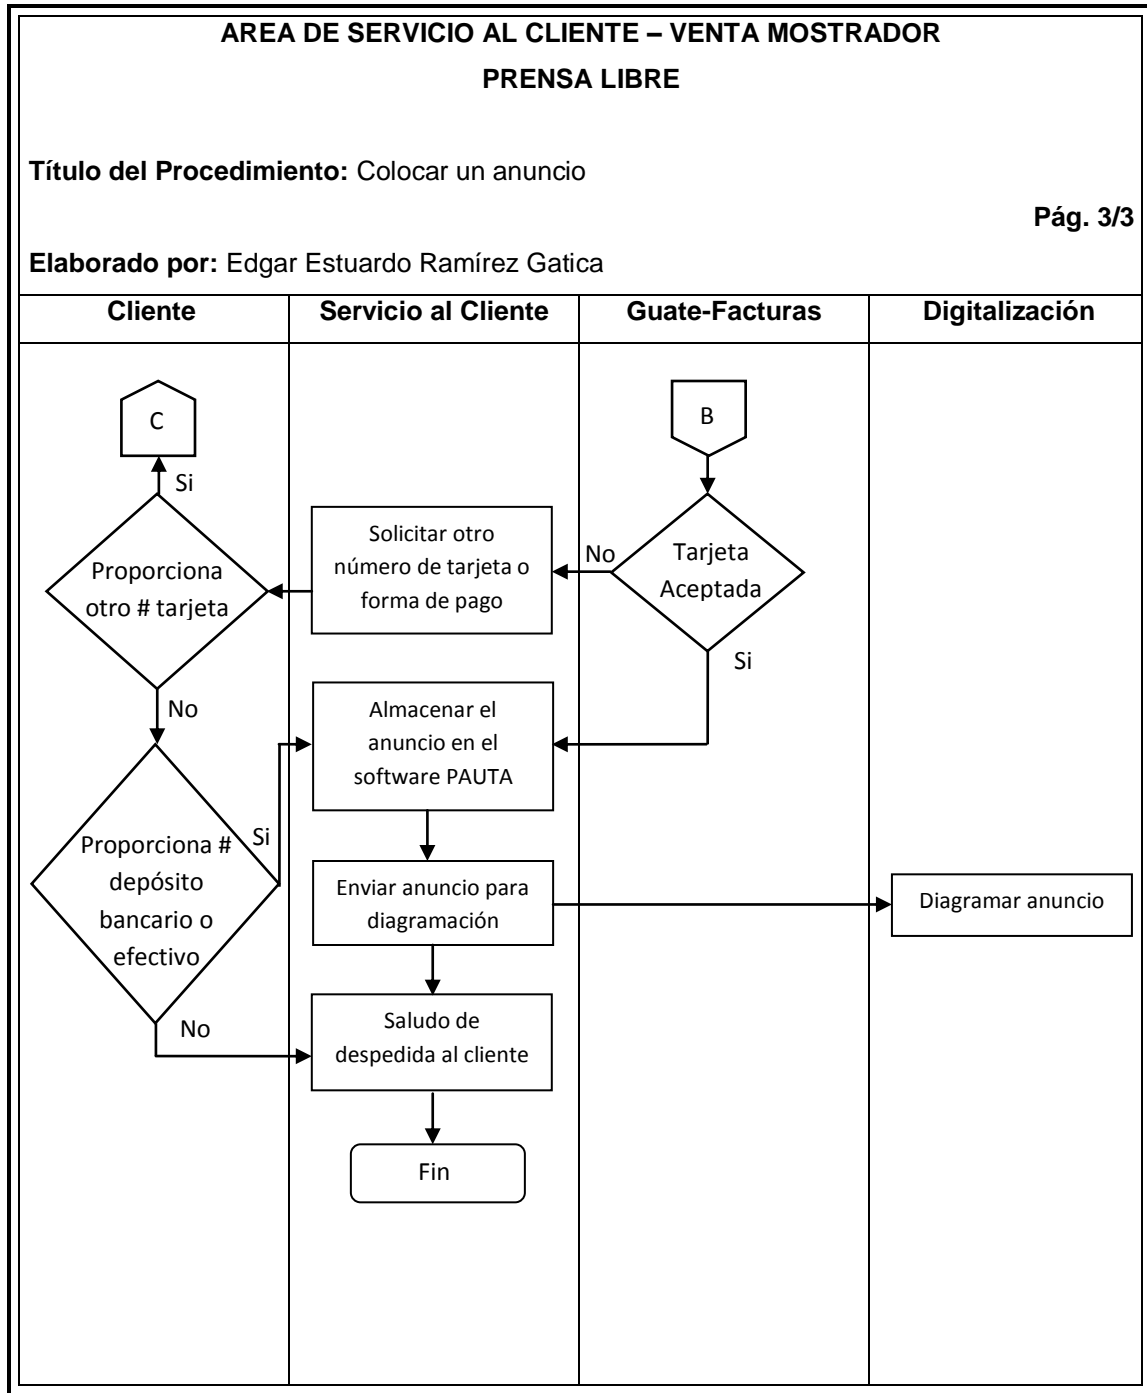 AREA DE SERVICIO AL CLIENTE – VENTA MOSTRADOR
PRENSA LIBRE
Título del Procedimiento: Colocar un anuncio
Pág. 3/3
Elaborado por: Edgar Estuardo Ramírez Gatica
Cliente
Servicio al Cliente
Guate-Facturas
Digitalización
C
B
Si
Solicitar otro
número de tarjeta o
forma de pago
No
Tarjeta
Aceptada
Proporciona
otro # tarjeta
Si
No
Almacenar el
anuncio en el
software PAUTA
Si
Proporciona #
depósito
bancario o
efectivo
Enviar anuncio para
diagramación
Diagramar anuncio
No
Saludo de
despedida al cliente
Fin